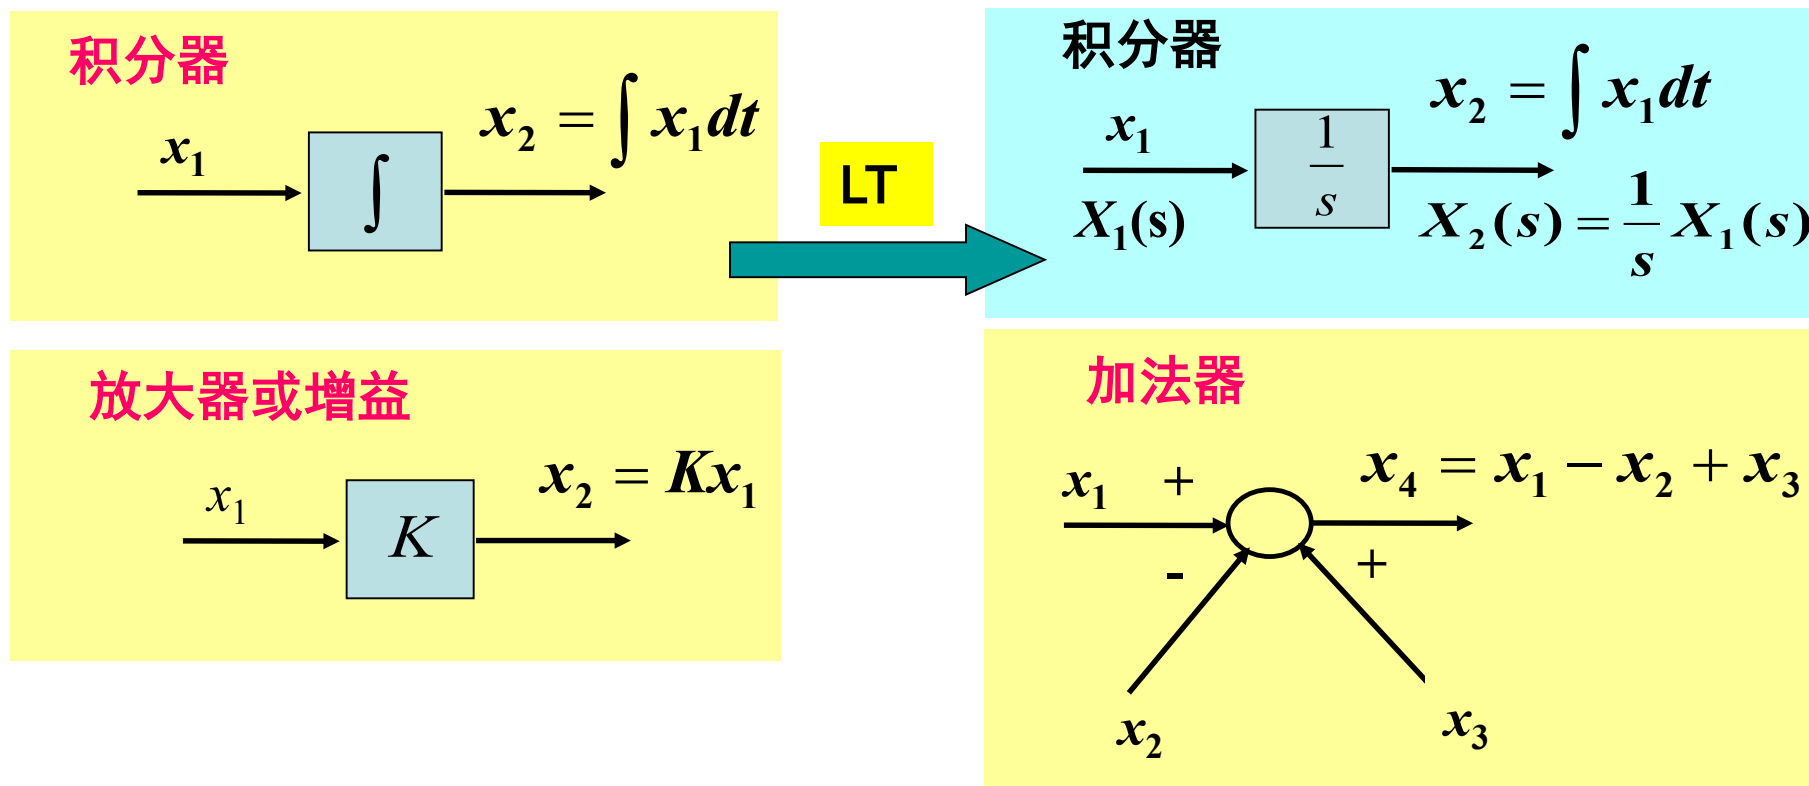 积分器
x₂ = ∫ x₁dt
x₁
∫
LT
积分器
x₂ = ∫ x₁dt
x₁
1/s
X₁(s)
X₂(s) = 1/s X₁(s)
放大器或增益
x₂ = Kx₁
x₁
K
加法器
x₄ = x₁ − x₂ + x₃
x₁ +
- +
x₂
x₃